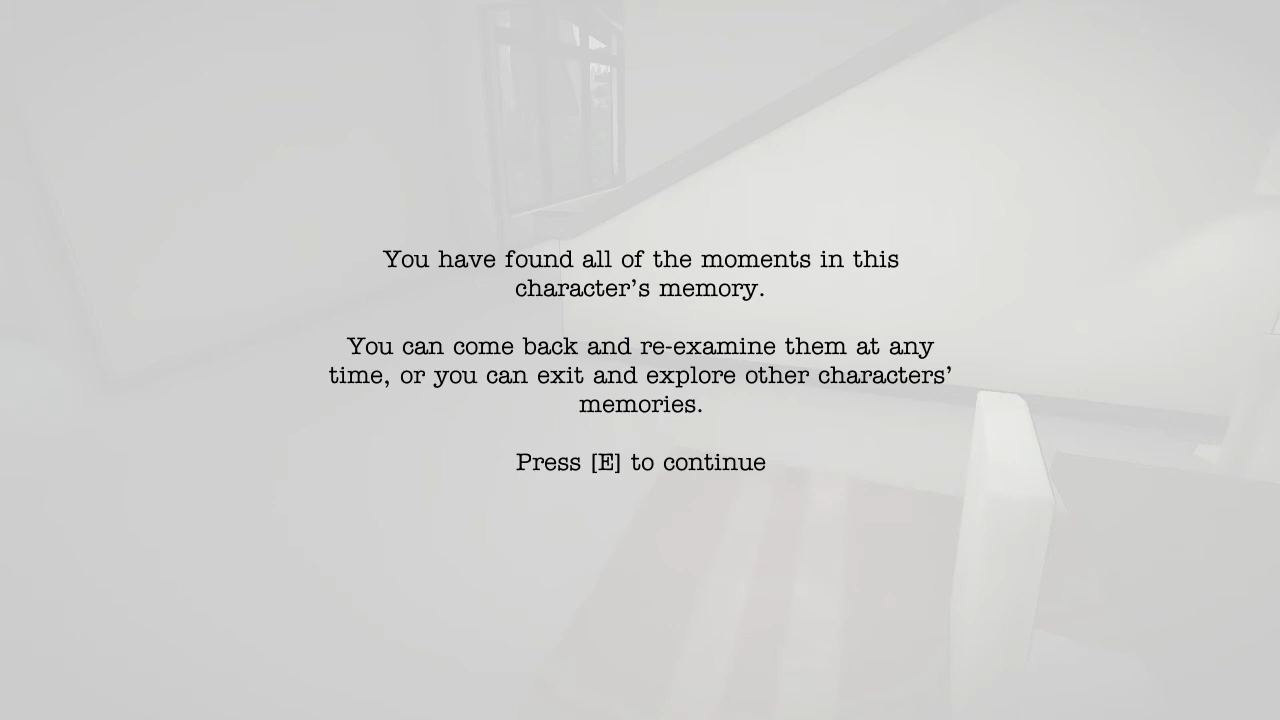 You have found all of the moments in this
character's memory.
You can come back and re-examine them at any
time, or you can exit and explore other characters'
memories.
Press [E] to continue